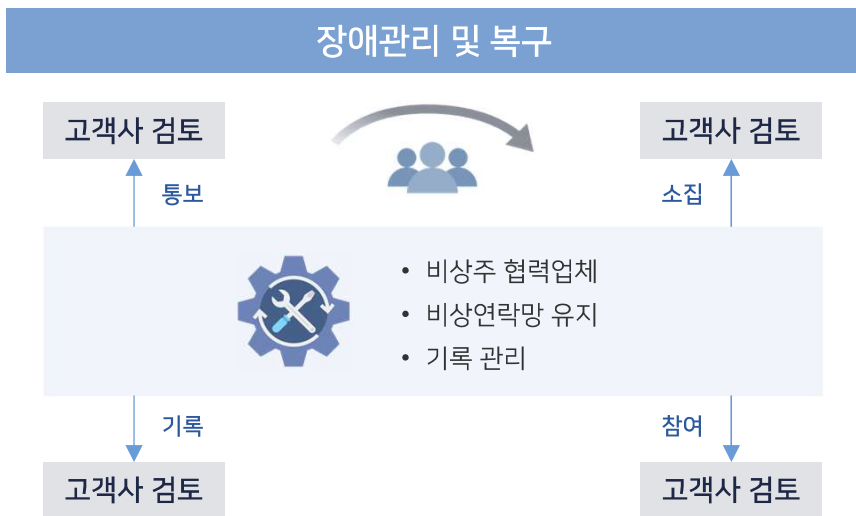 장애관리 및 복구
고객사 검토
고객사 검토
통보
소집
• 비상주 협력업체
• 비상연락망 유지
• 기록 관리
기록
참여
고객사 검토
고객사 검토